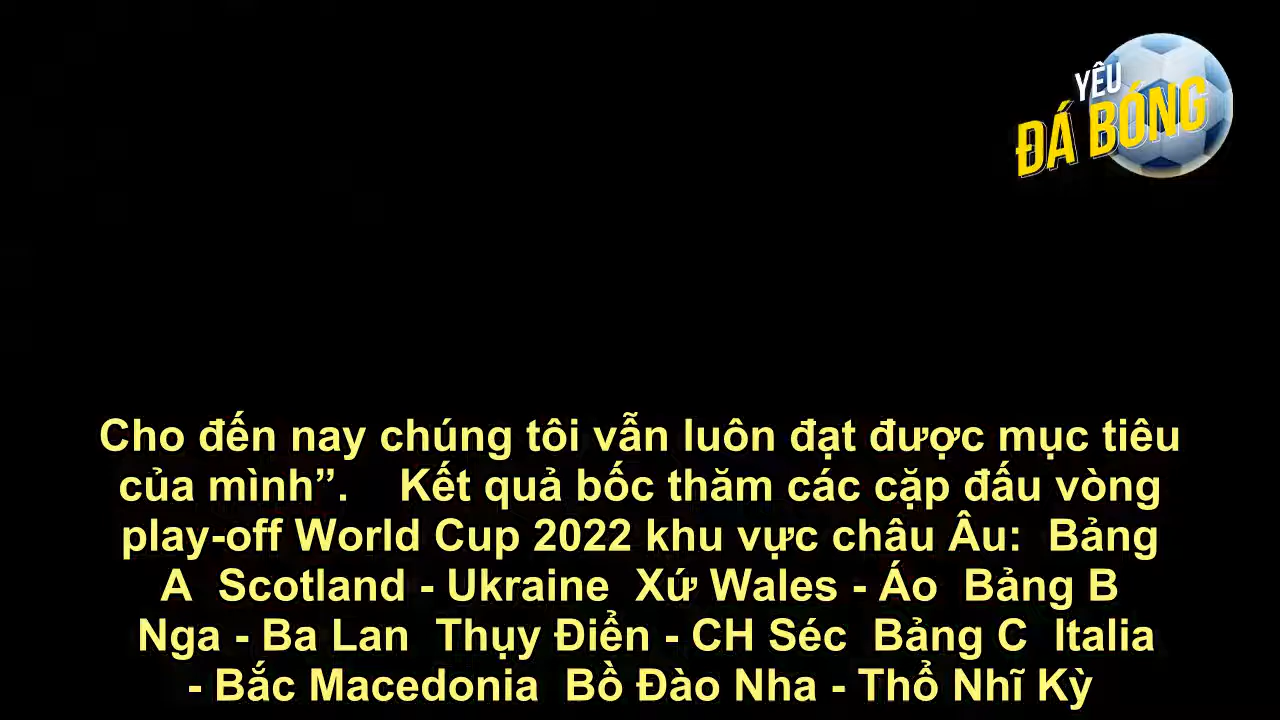 YÊU
ĐÁ BÓNG
Cho đến nay chúng tôi vẫn luôn đạt được mục tiêu
của mình”. Kết quả bốc thăm các cặp đấu vòng
play-off World Cup 2022 khu vực châu Âu: Bảng
A Scotland - Ukraine Xứ Wales - Áo Bảng B
Nga - Ba Lan Thụy Điển - CH Séc Bảng C Italia
- Bắc Macedonia Bồ Đào Nha - Thổ Nhĩ Kỳ